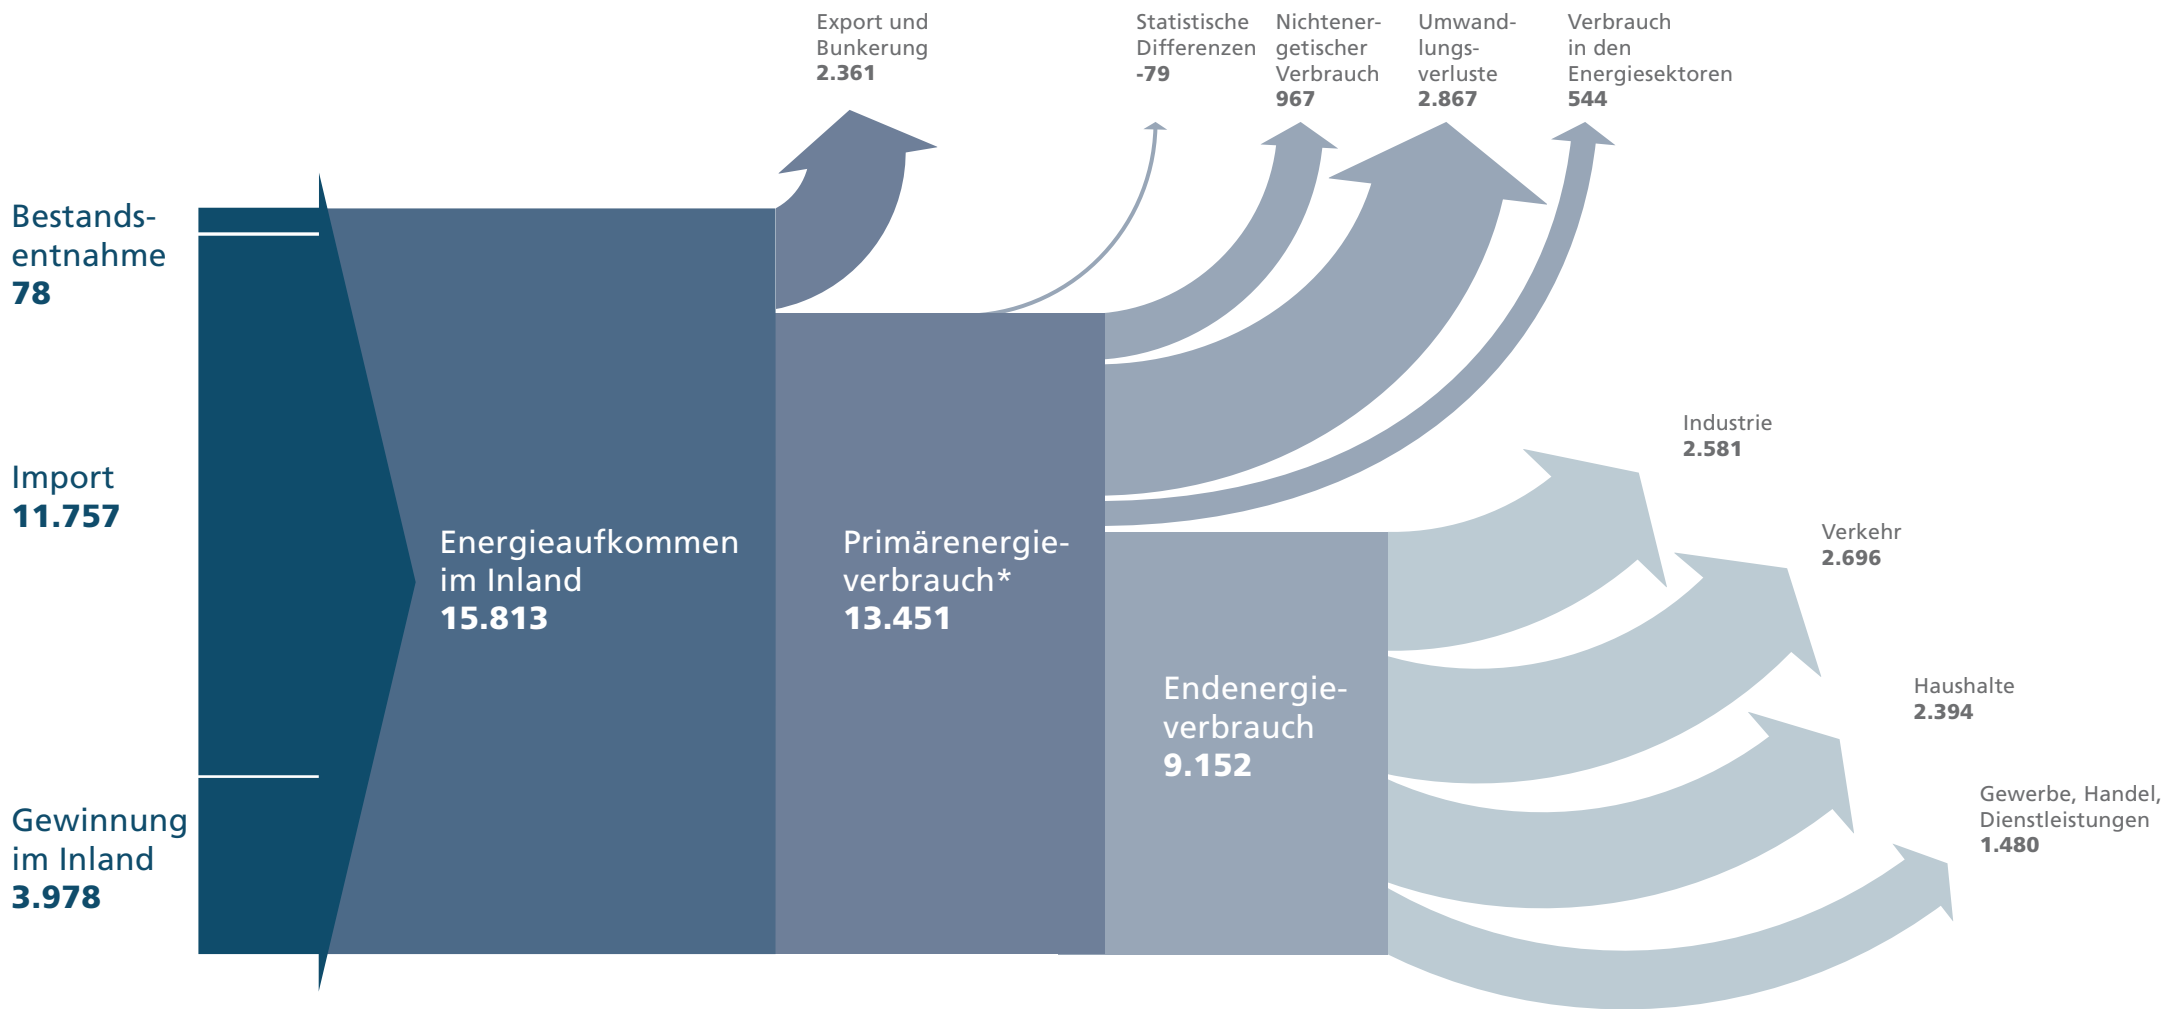 Export und
Bunkerung
2.361
Statistische
Differenzen
-79
Nichtener-
getischer
Verbrauch
967
Umwand-
lungs-
verluste
2.867
Verbrauch
in den
Energiesektoren
544
Bestands-
entnahme
78
Import
11.757
Gewinnung
im Inland
3.978
Energieaufkommen
im Inland
15.813
Primärenergie-
verbrauch*
13.451
Endenergie-
verbrauch
9.152
Industrie
2.581
Verkehr
2.696
Haushalte
2.394
Gewerbe, Handel,
Dienstleistungen
1.480